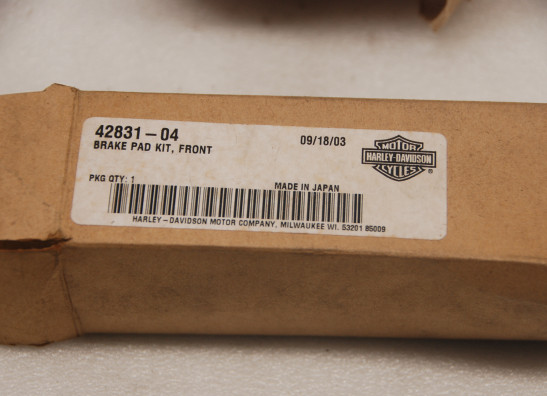 42831-04
BRAKE PAD KIT, FRONT
09/18/03
MOTOR
HARLEY-DAVIDSON
CYCLES
®
PKG QTY: 1
MADE IN JAPAN
HARLEY-DAVIDSON MOTOR COMPANY, MILWAUKEE WI. 53201 85009